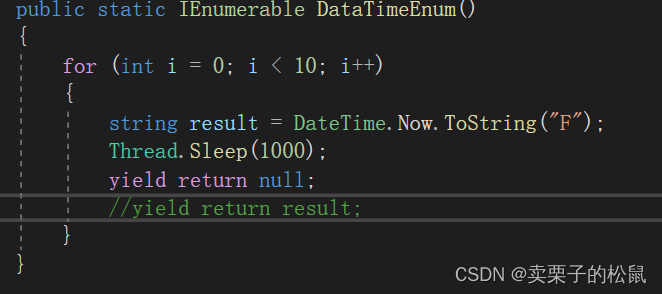 public static IEnumerable DataTimeEnum()
{
for (int i = 0; i < 10; i++)
{
string result = DateTime.Now.ToString("F");
Thread.Sleep(1000);
yield return null;
//yield return result;
}
}
CSDN @卖栗子的松鼠